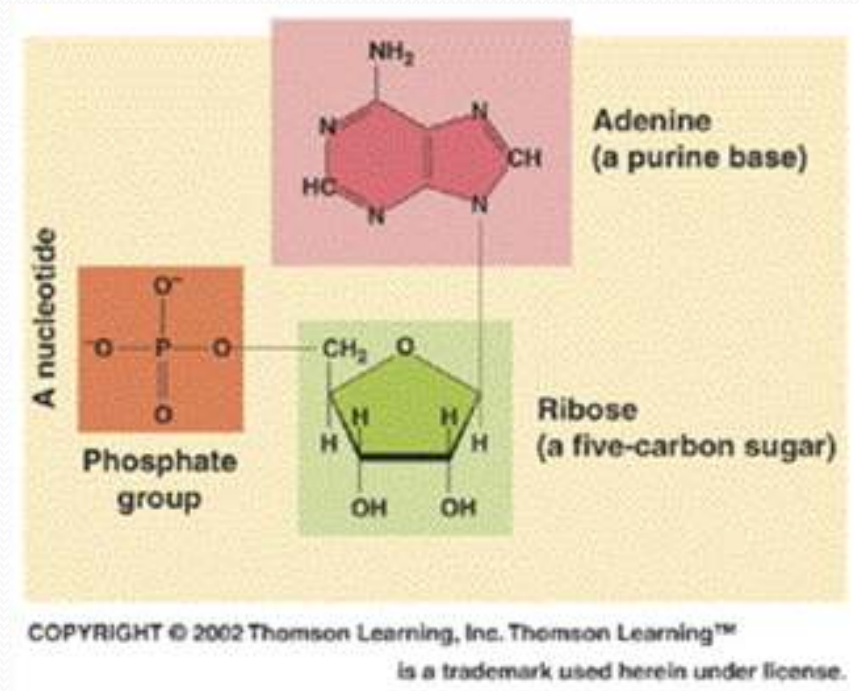 NH₂
N
N
CH
HC
N
N
Adenine
(a purine base)
A nucleotide
O⁻
⁻O
P
O
O
Phosphate
group
CH₂
O
H
H
H
H
OH
OH
Ribose
(a five-carbon sugar)
COPYRIGHT © 2002 Thomson Learning, Inc. Thomson Learning™
is a trademark used herein under license.